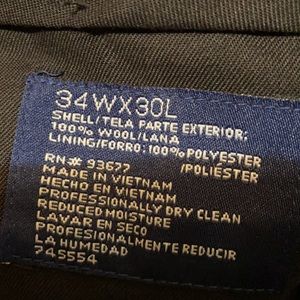 34WX30L
SHELL/TELA PARTE EXTERIOR:
100% WOOL/LANA
LINING/FORRO: 100% POLYESTER
/POLIÉSTER
RN# 93677
MADE IN VIETNAM
HECHO EN VIETNAM
PROFESSIONALLY DRY CLEAN
REDUCED MOISTURE
LAVAR EN SECO
PROFESIONALMENTE REDUCIR
LA HUMEDAD
745554